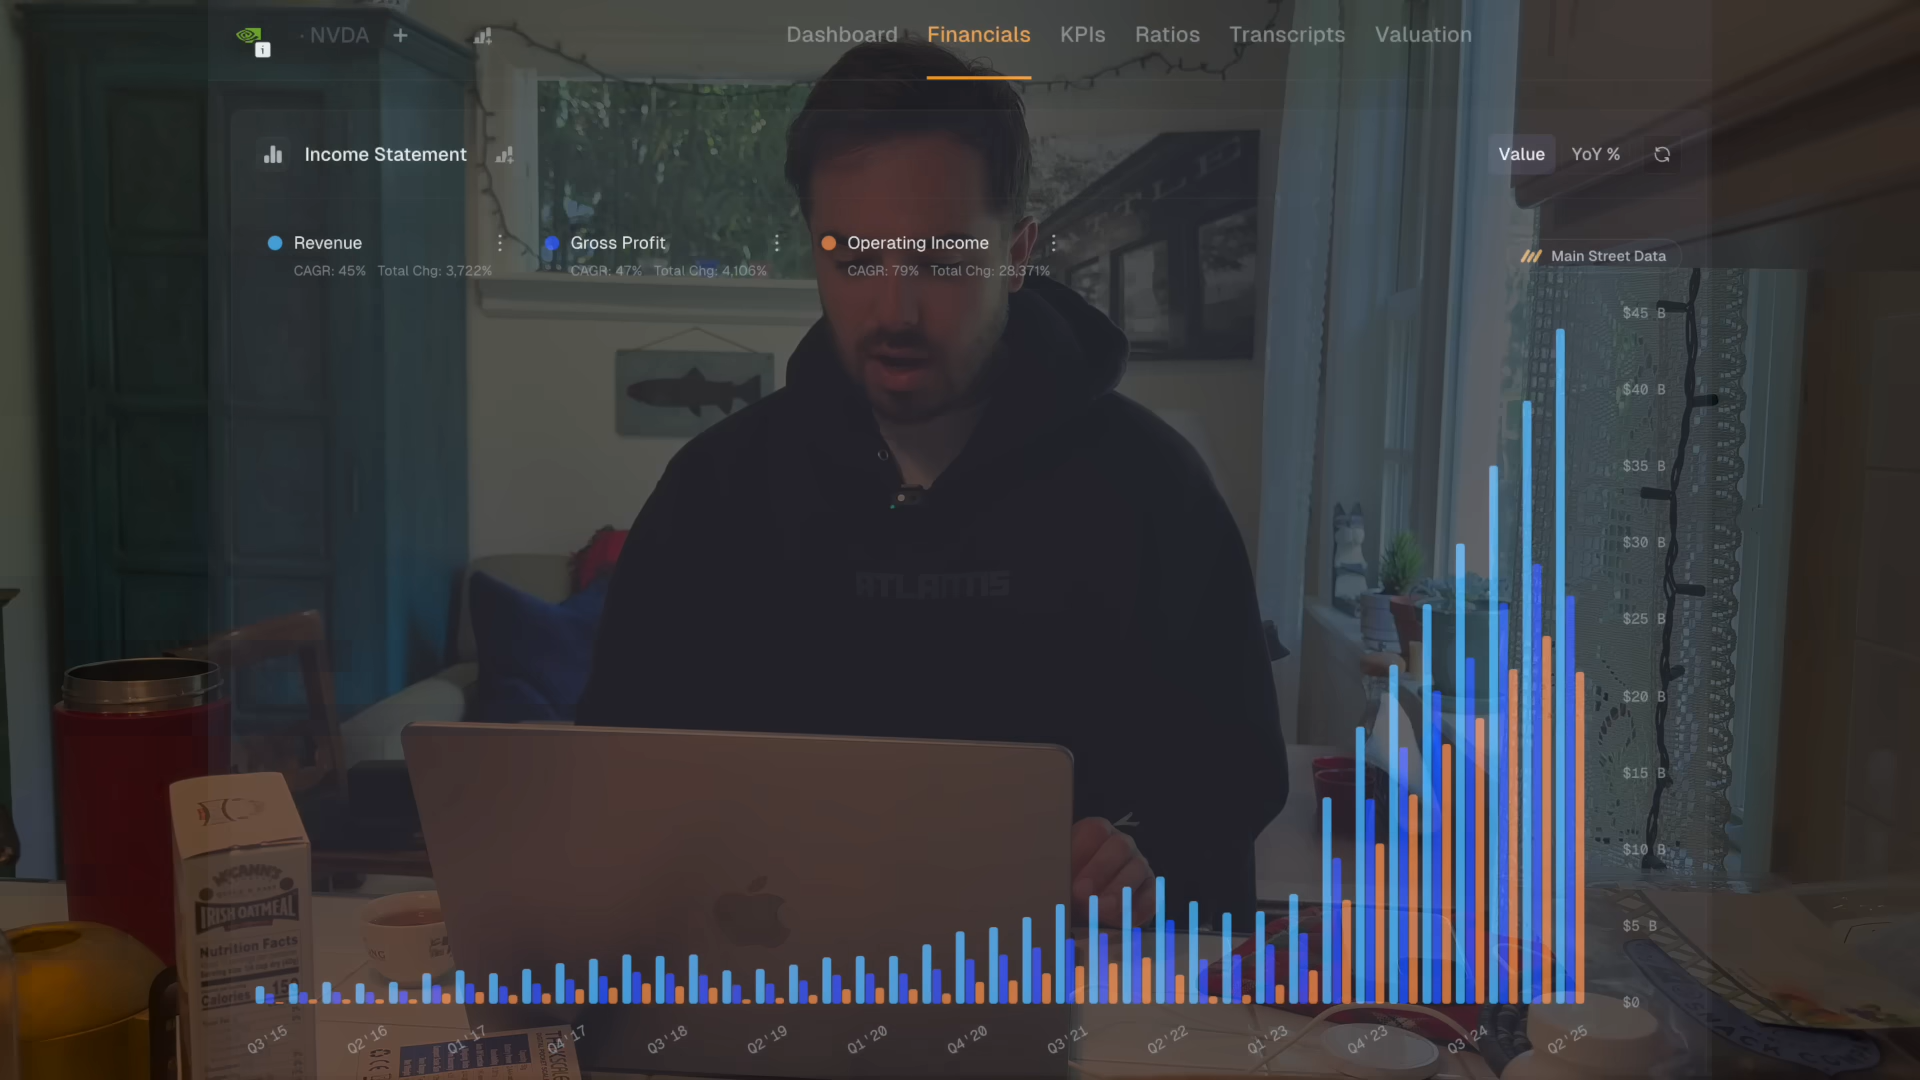 · NVDA +
Dashboard Financials KPIs Ratios Transcripts Valuation
Income Statement
Value YoY %
Revenue
CAGR: 45% Total Chg: 3,722%
Gross Profit
CAGR: 47% Total Chg: 4,106%
Operating Income
CAGR: 79% Total Chg: 28,371%
Main Street Data
$45 B
$40 B
$35 B
$30 B
$25 B
$20 B
$15 B
$10 B
$5 B
$0
Q3'15 Q2'16 Q1'17 Q4'17 Q3'18 Q2'19 Q1'20 Q4'20 Q3'21 Q2'22 Q1'23 Q4'23 Q3'24 Q2'25
ATLANTIS
McCANN'S
IRISH OATMEAL
Nutrition Facts
Calories 15